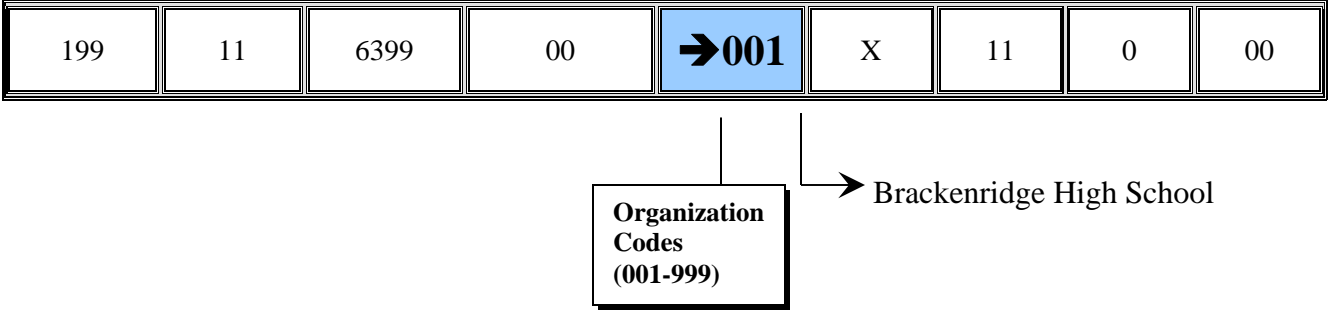 199 11 6399 00 ➔001 X 11 0 00
Brackenridge High School
Organization
Codes
(001-999)